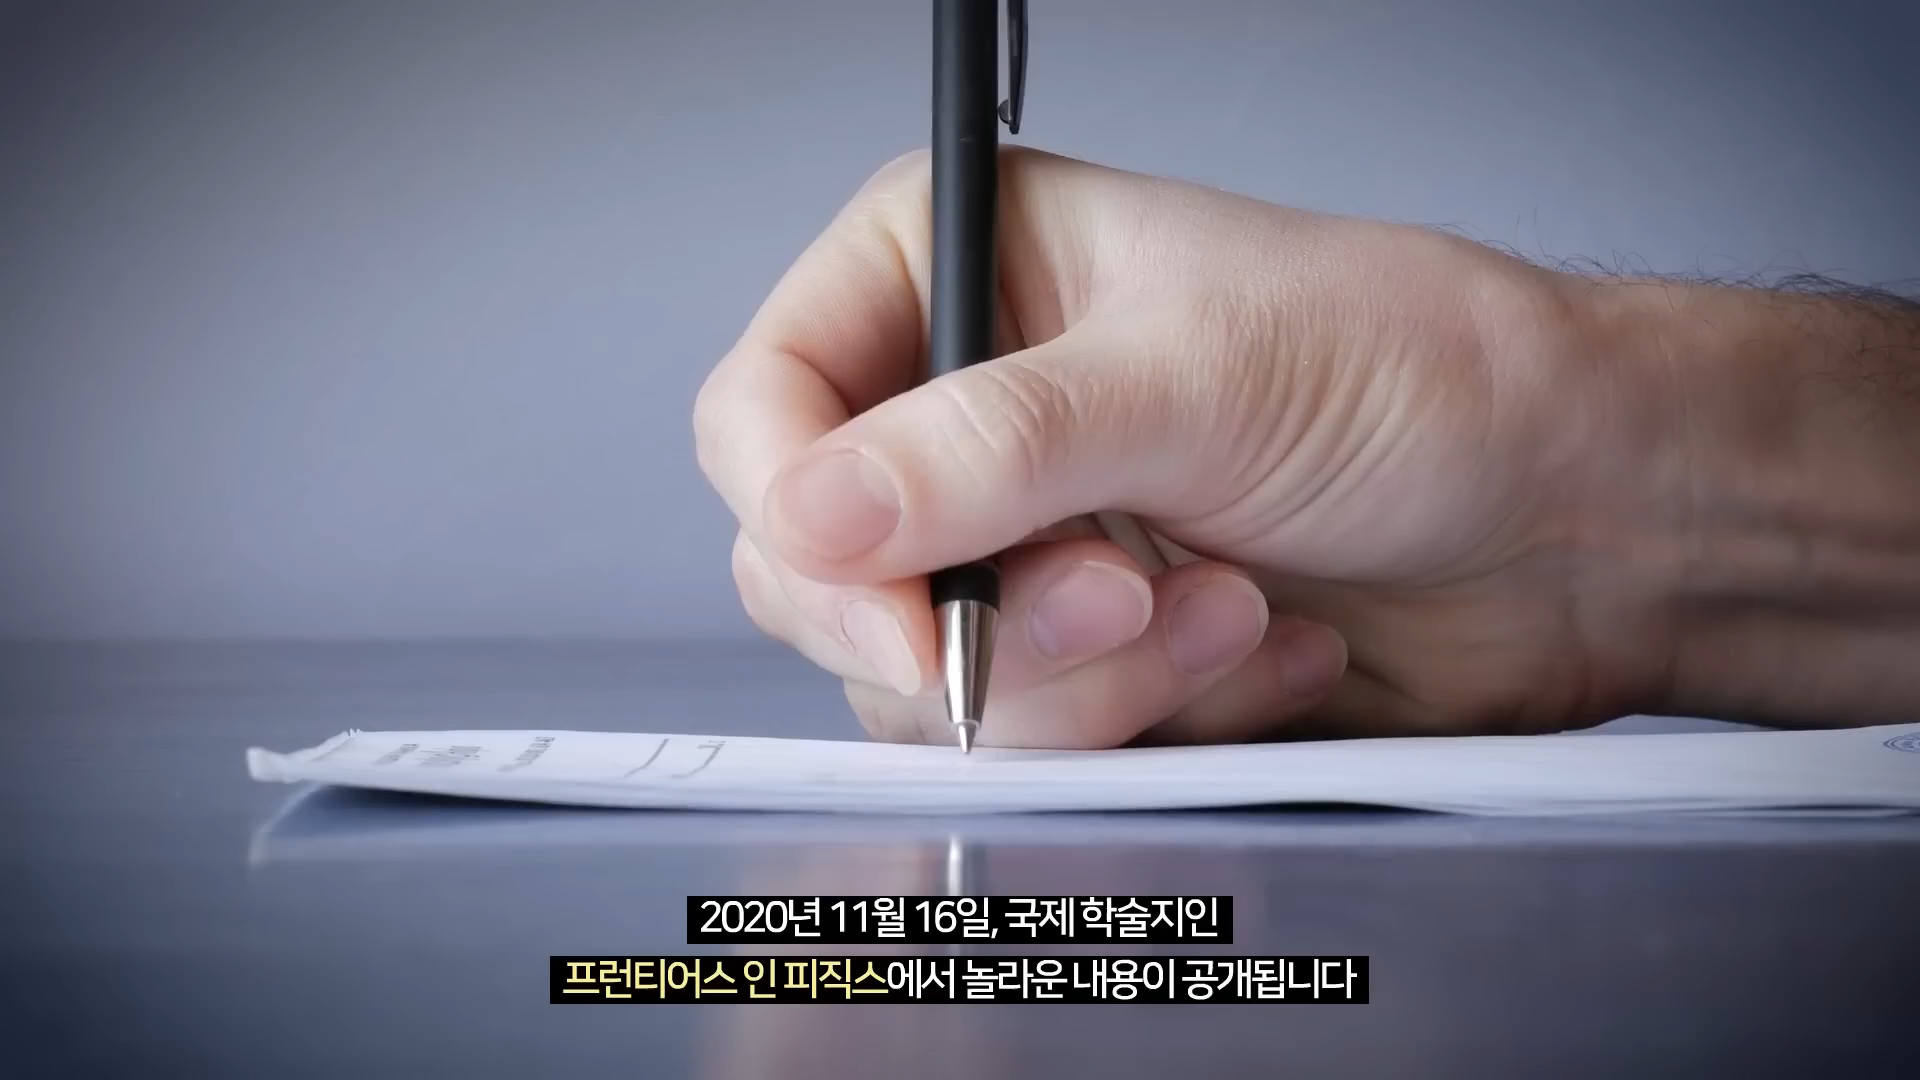 2020년 11월 16일, 국제 학술지인
프런티어스 인 피직스에서 놀라운 내용이 공개됩니다